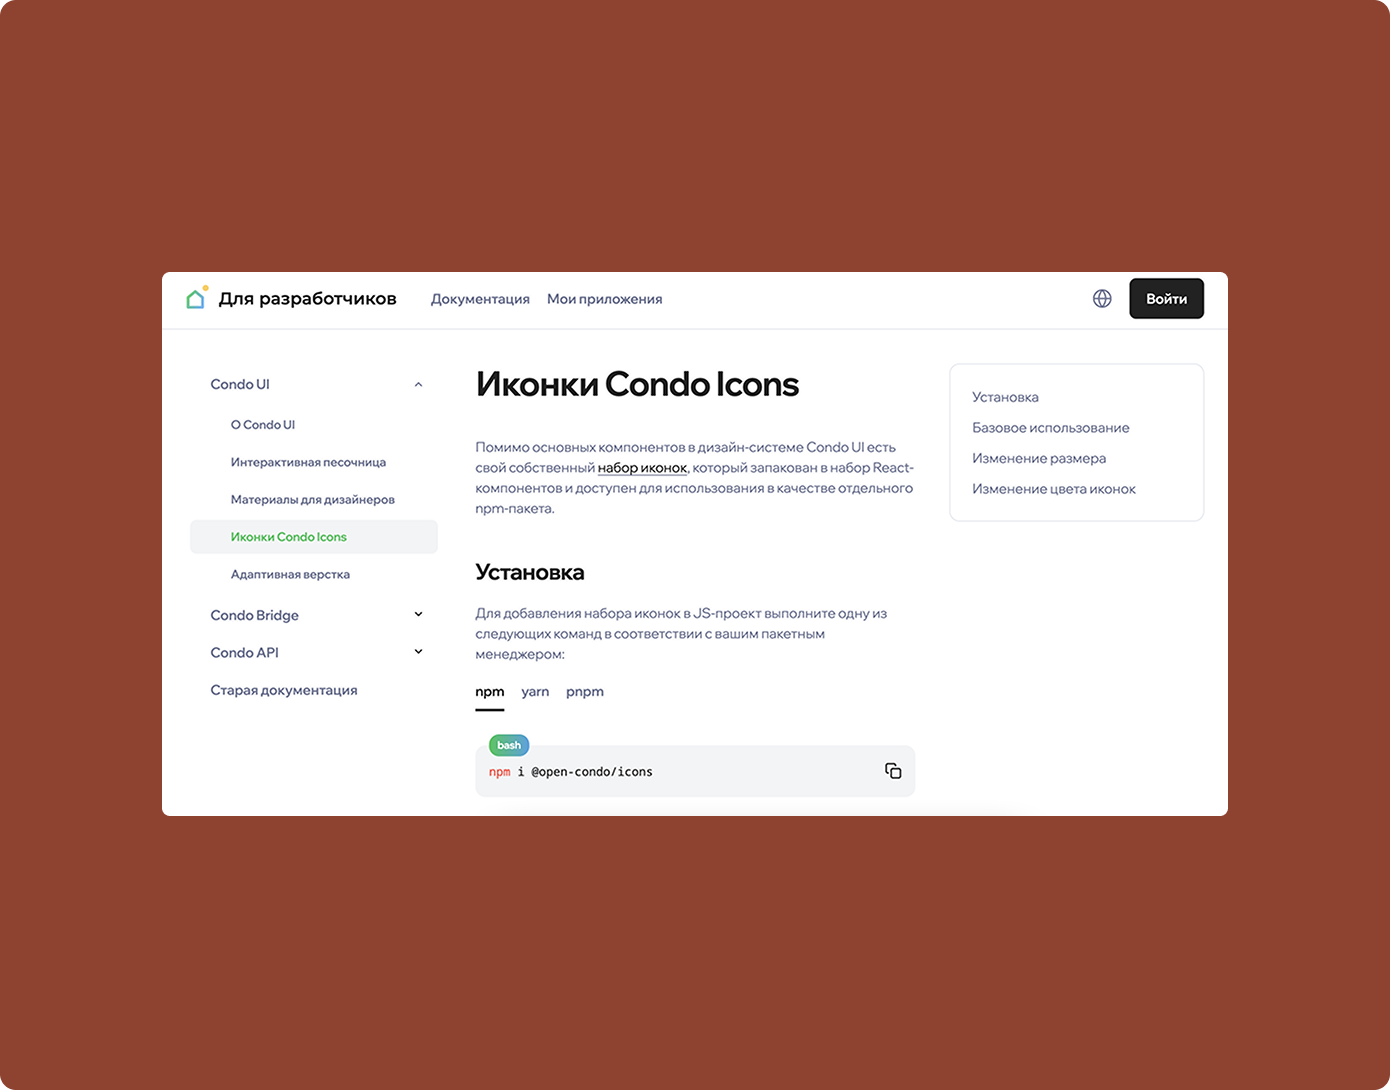 Для разработчиков
Документация
Мои приложения
Войти
Condo UI
О Condo UI
Интерактивная песочница
Материалы для дизайнеров
Иконки Condo Icons
Адаптивная верстка
Condo Bridge
Condo API
Старая документация
Иконки Condo Icons
Помимо основных компонентов в дизайн-системе Condo UI есть
свой собственный набор иконок, который запакован в набор React-
компонентов и доступен для использования в качестве отдельного
npm-пакета.
Установка
Для добавления набора иконок в JS-проект выполните одну из
следующих команд в соответствии с вашим пакетным
менеджером:
npm yarn pnpm
bash
npm i @open-condo/icons
Установка
Базовое использование
Изменение размера
Изменение цвета иконок